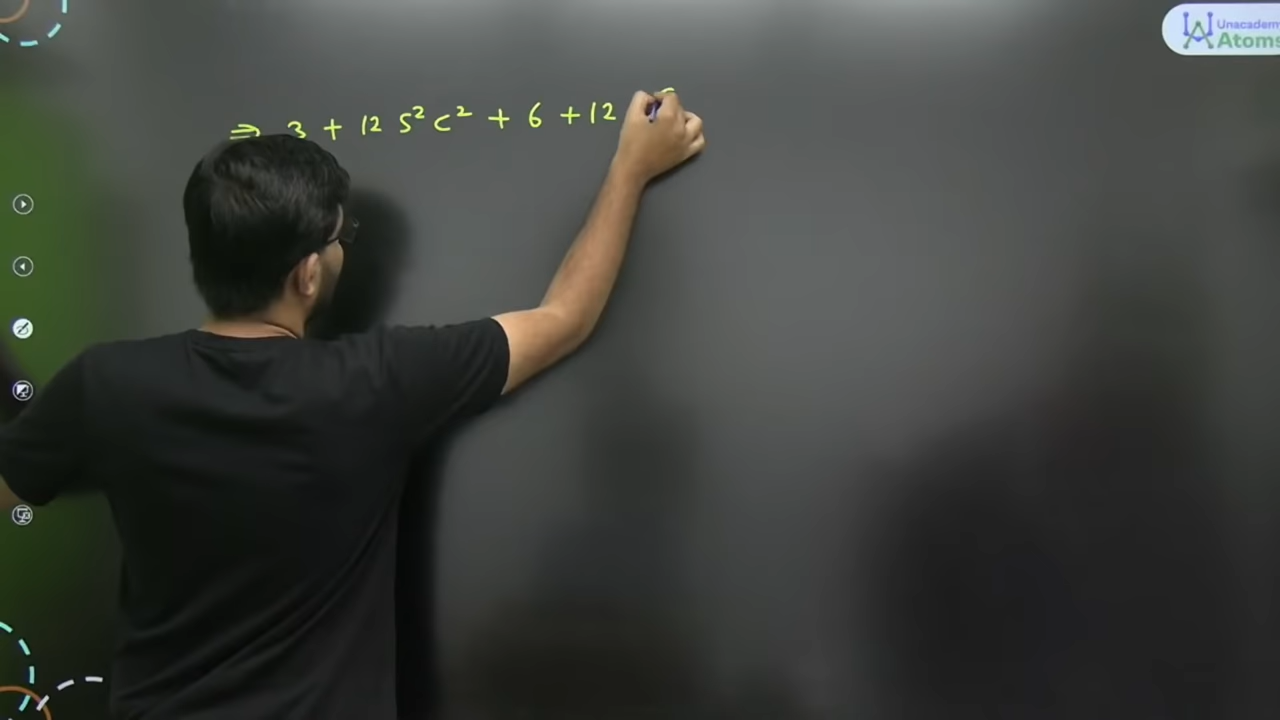 Unacademy
Atoms
⇒ 3 + 12 S² C² + 6 + 12